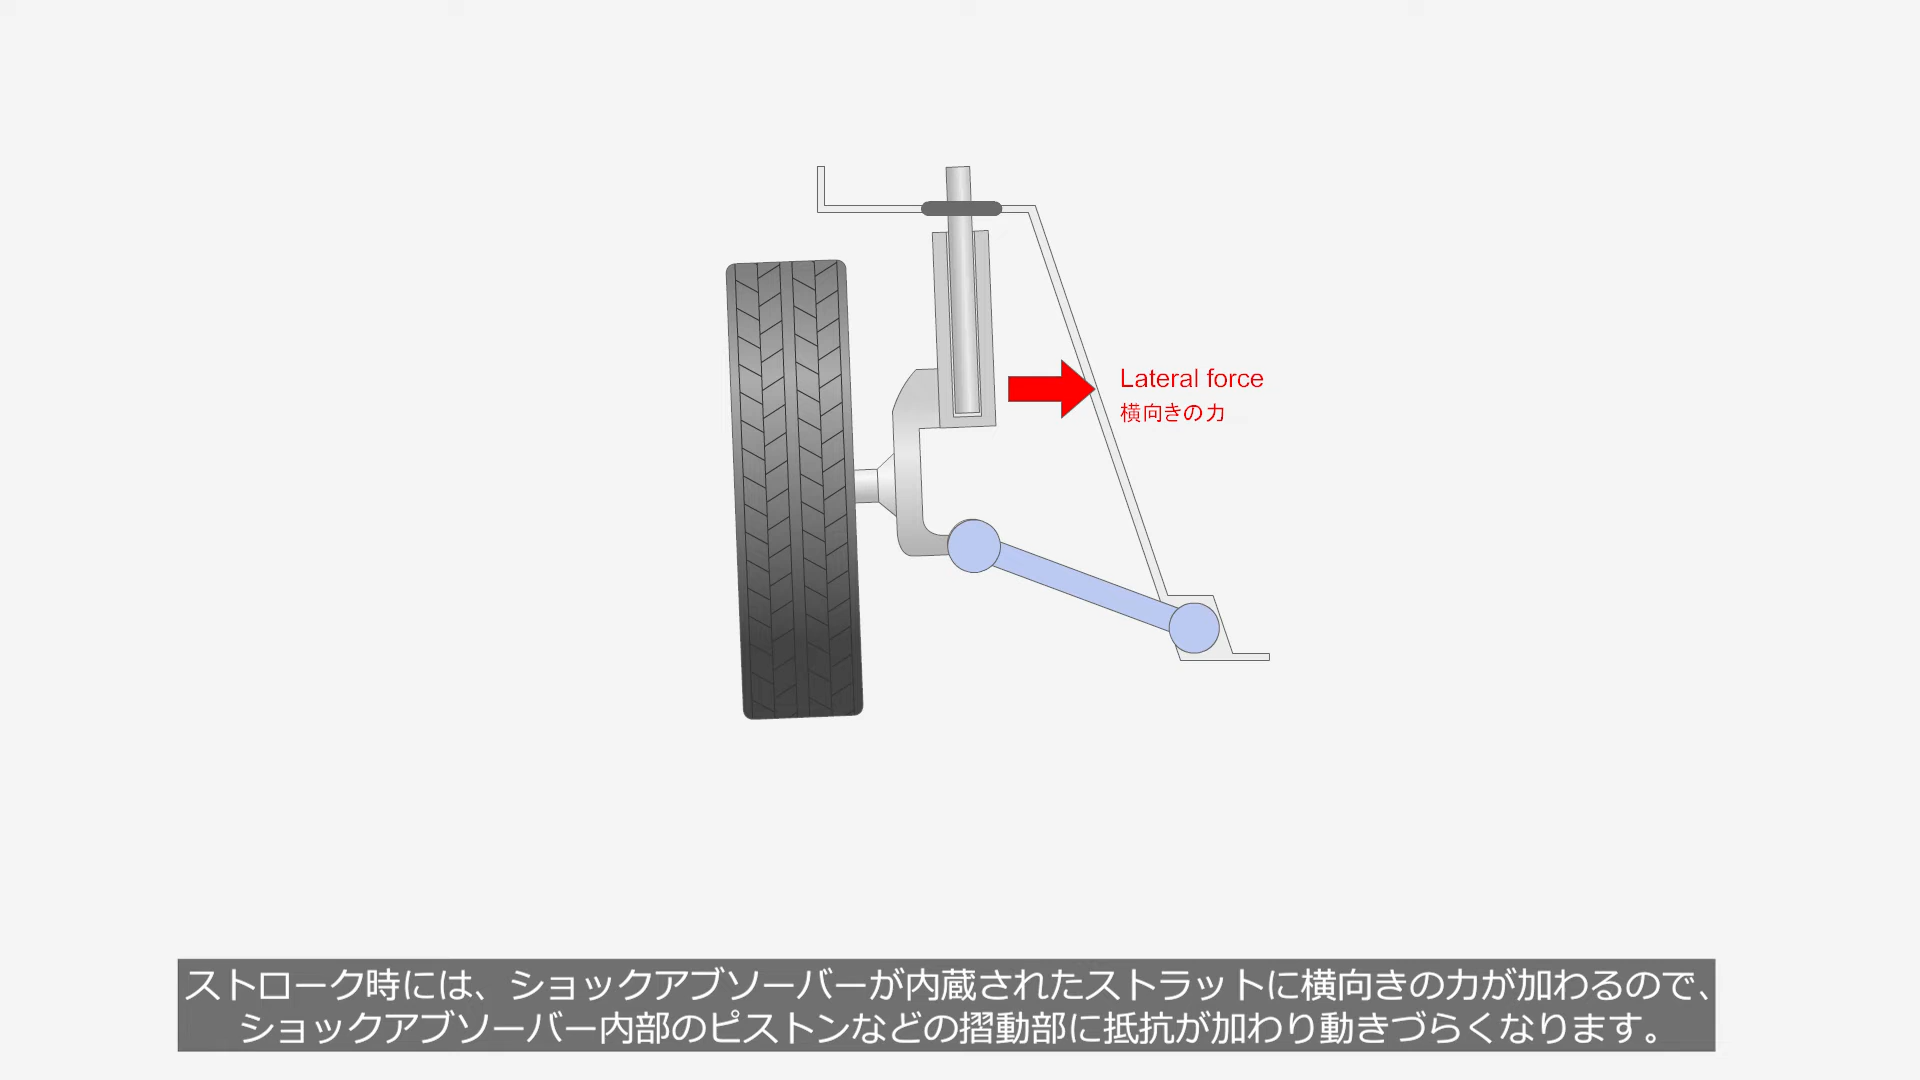 Lateral force
横向きの力
ストローク時には、ショックアブソーバーが内蔵されたストラットに横向きの力が加わるので、
ショックアブソーバー内部のピストンなどの摺動部に抵抗が加わり動きづらくなります。